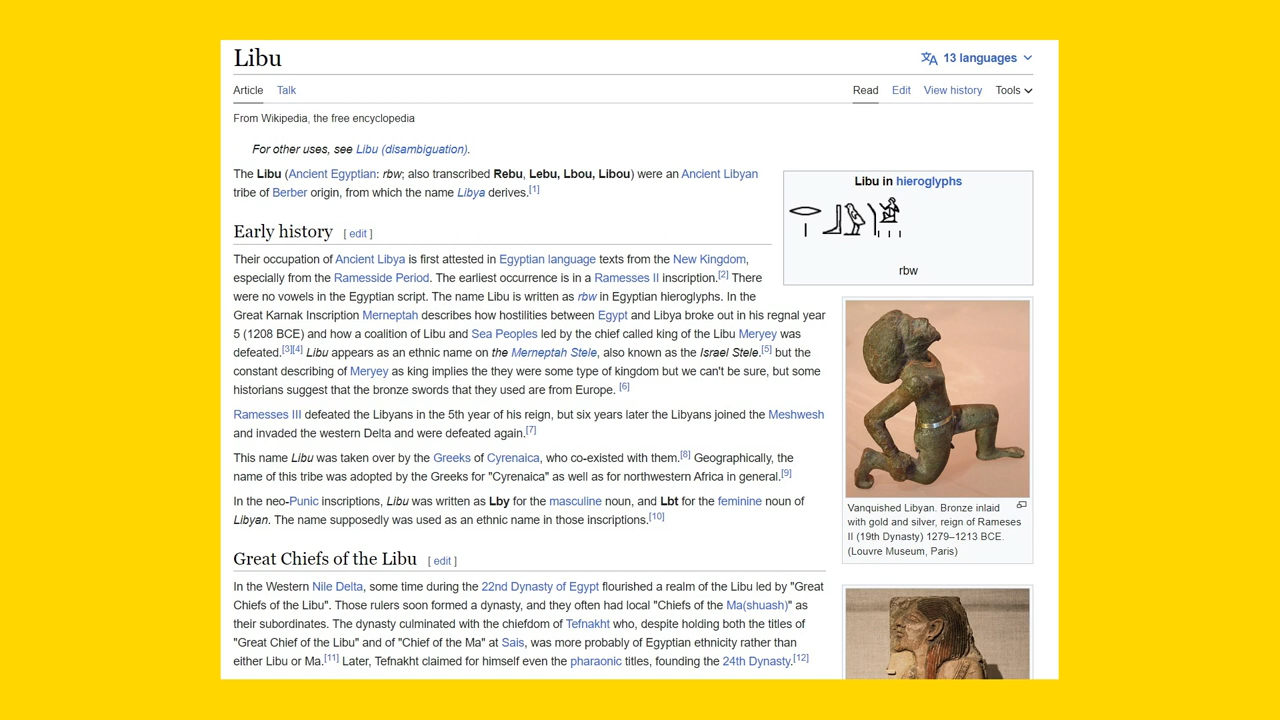 Libu
13 languages
Article Talk
Read Edit View history Tools
From Wikipedia, the free encyclopedia
For other uses, see Libu (disambiguation).
The Libu (Ancient Egyptian: rbw; also transcribed Rebu, Lebu, Lbou, Libou) were an Ancient Libyan
tribe of Berber origin, from which the name Libya derives.[1]
Libu in hieroglyphs
rbw
Early history [ edit ]
Their occupation of Ancient Libya is first attested in Egyptian language texts from the New Kingdom,
especially from the Ramesside Period. The earliest occurrence is in a Ramesses II inscription.[2] There
were no vowels in the Egyptian script. The name Libu is written as rbw in Egyptian hieroglyphs. In the
Great Karnak Inscription Merneptah describes how hostilities between Egypt and Libya broke out in his regnal year
5 (1208 BCE) and how a coalition of Libu and Sea Peoples led by the chief called king of the Libu Meryey was
defeated.[3][4] Libu appears as an ethnic name on the Merneptah Stele, also known as the Israel Stele.[5] but the
constant describing of Meryey as king implies the they were some type of kingdom but we can't be sure, but some
historians suggest that the bronze swords that they used are from Europe. [6]
Ramesses III defeated the Libyans in the 5th year of his reign, but six years later the Libyans joined the Meshwesh
and invaded the western Delta and were defeated again.[7]
This name Libu was taken over by the Greeks of Cyrenaica, who co-existed with them.[8] Geographically, the
name of this tribe was adopted by the Greeks for "Cyrenaica" as well as for northwestern Africa in general.[9]
In the neo-Punic inscriptions, Libu was written as Lby for the masculine noun, and Lbt for the feminine noun of
Libyan. The name supposedly was used as an ethnic name in those inscriptions.[10]
Vanquished Libyan. Bronze inlaid
with gold and silver, reign of Rameses
II (19th Dynasty) 1279–1213 BCE.
(Louvre Museum, Paris)
Great Chiefs of the Libu [ edit ]
In the Western Nile Delta, some time during the 22nd Dynasty of Egypt flourished a realm of the Libu led by "Great
Chiefs of the Libu". Those rulers soon formed a dynasty, and they often had local "Chiefs of the Ma(shuash)" as
their subordinates. The dynasty culminated with the chiefdom of Tefnakht who, despite holding both the titles of
"Great Chief of the Libu" and of "Chief of the Ma" at Sais, was more probably of Egyptian ethnicity rather than
either Libu or Ma.[11] Later, Tefnakht claimed for himself even the pharaonic titles, founding the 24th Dynasty.[12]